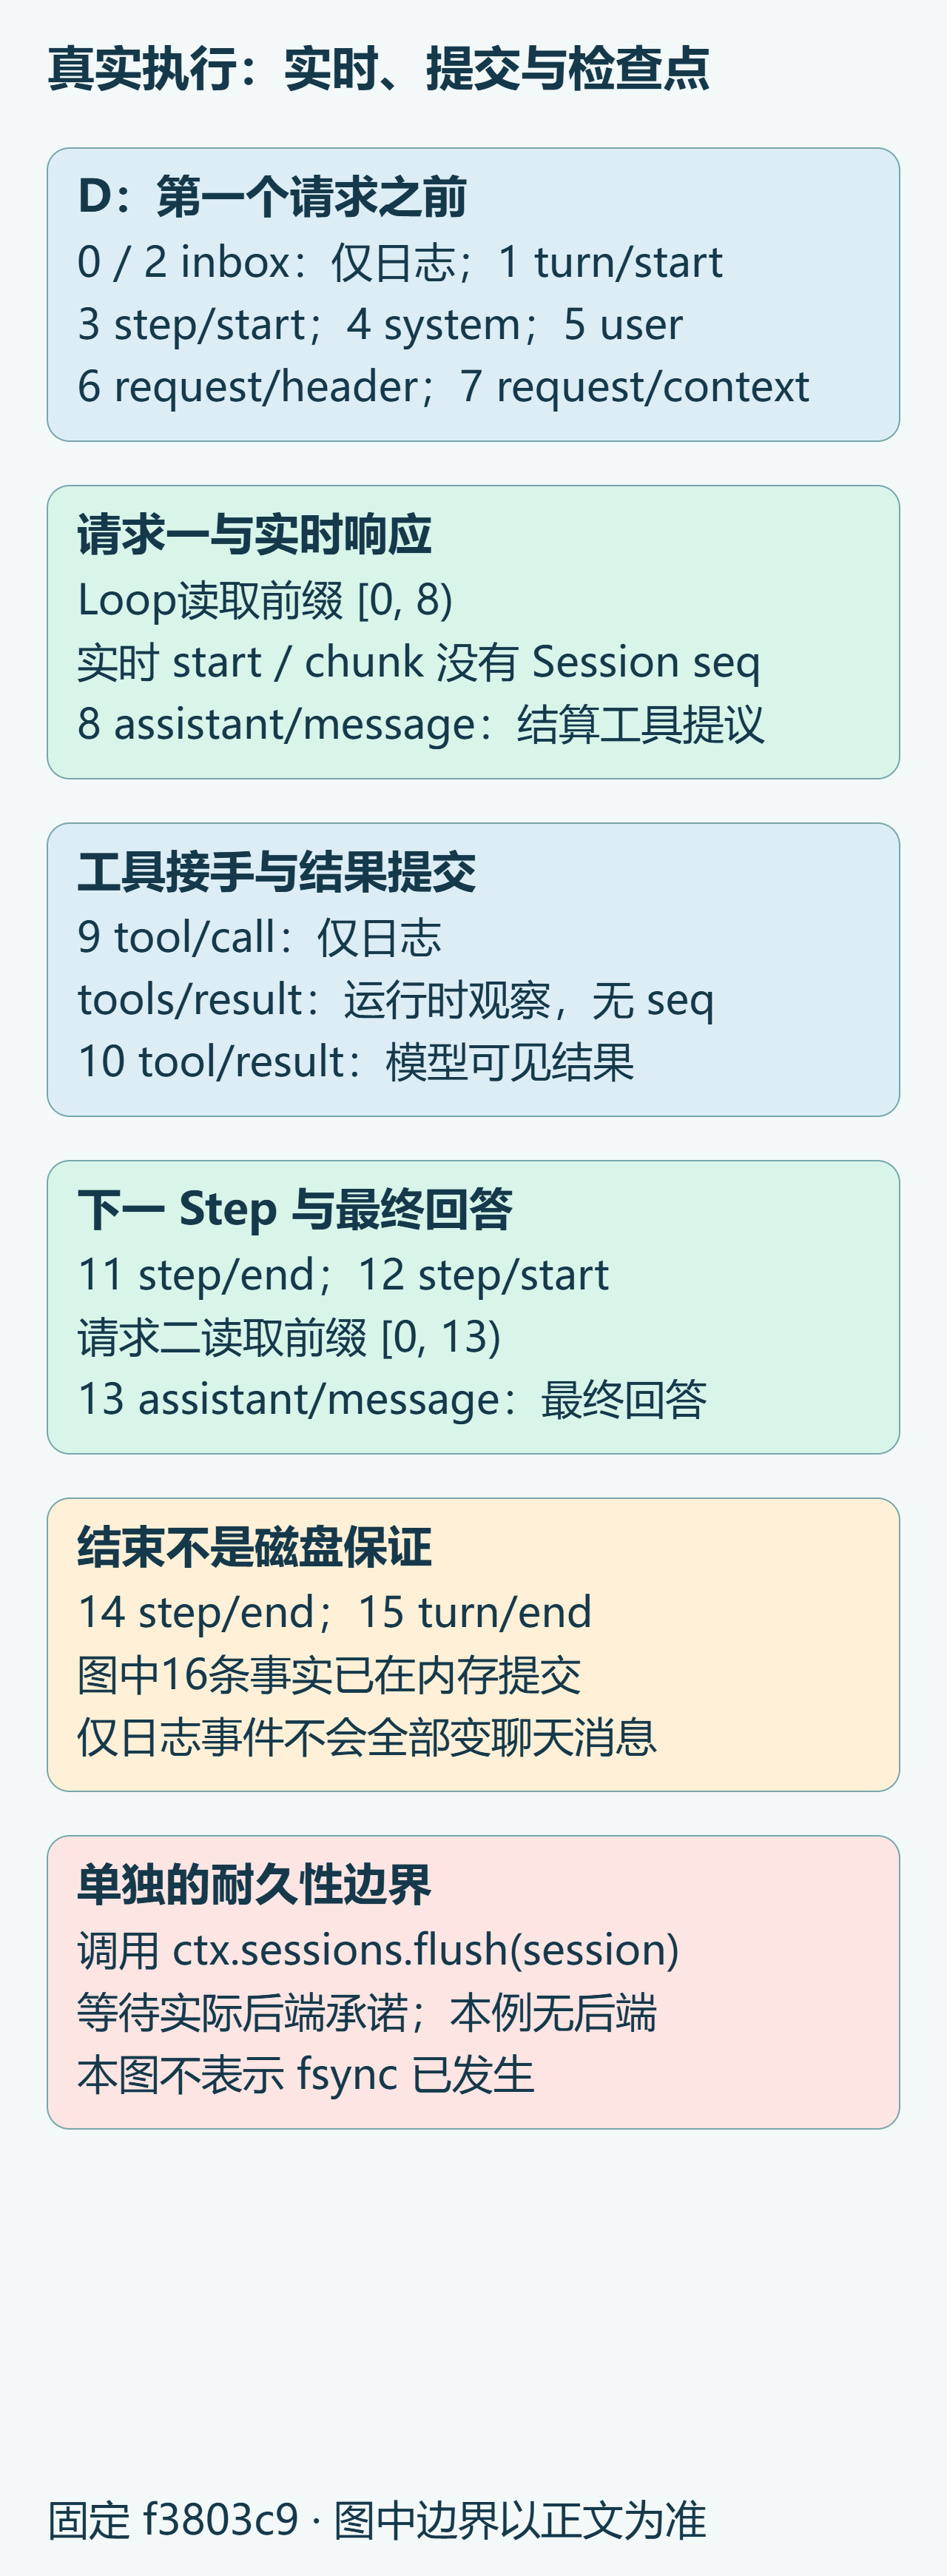 真实执行：实时、提交与检查点
D：第一个请求之前
0 / 2 inbox：仅日志；1 turn/start
3 step/start；4 system；5 user
6 request/header；7 request/context
请求一与实时响应
Loop读取前缀 [0, 8)
实时 start / chunk 没有 Session seq
8 assistant/message：结算工具提议
工具接手与结果提交
9 tool/call：仅日志
tools/result：运行时观察，无 seq
10 tool/result：模型可见结果
下一 Step 与最终回答
11 step/end；12 step/start
请求二读取前缀 [0, 13)
13 assistant/message：最终回答
结束不是磁盘保证
14 step/end；15 turn/end
图中16条事实已在内存提交
仅日志事件不会全部变聊天消息
单独的耐久性边界
调用 ctx.sessions.flush(session)
等待实际后端承诺；本例无后端
本图不表示 fsync 已发生
固定 f3803c9 · 图中边界以正文为准